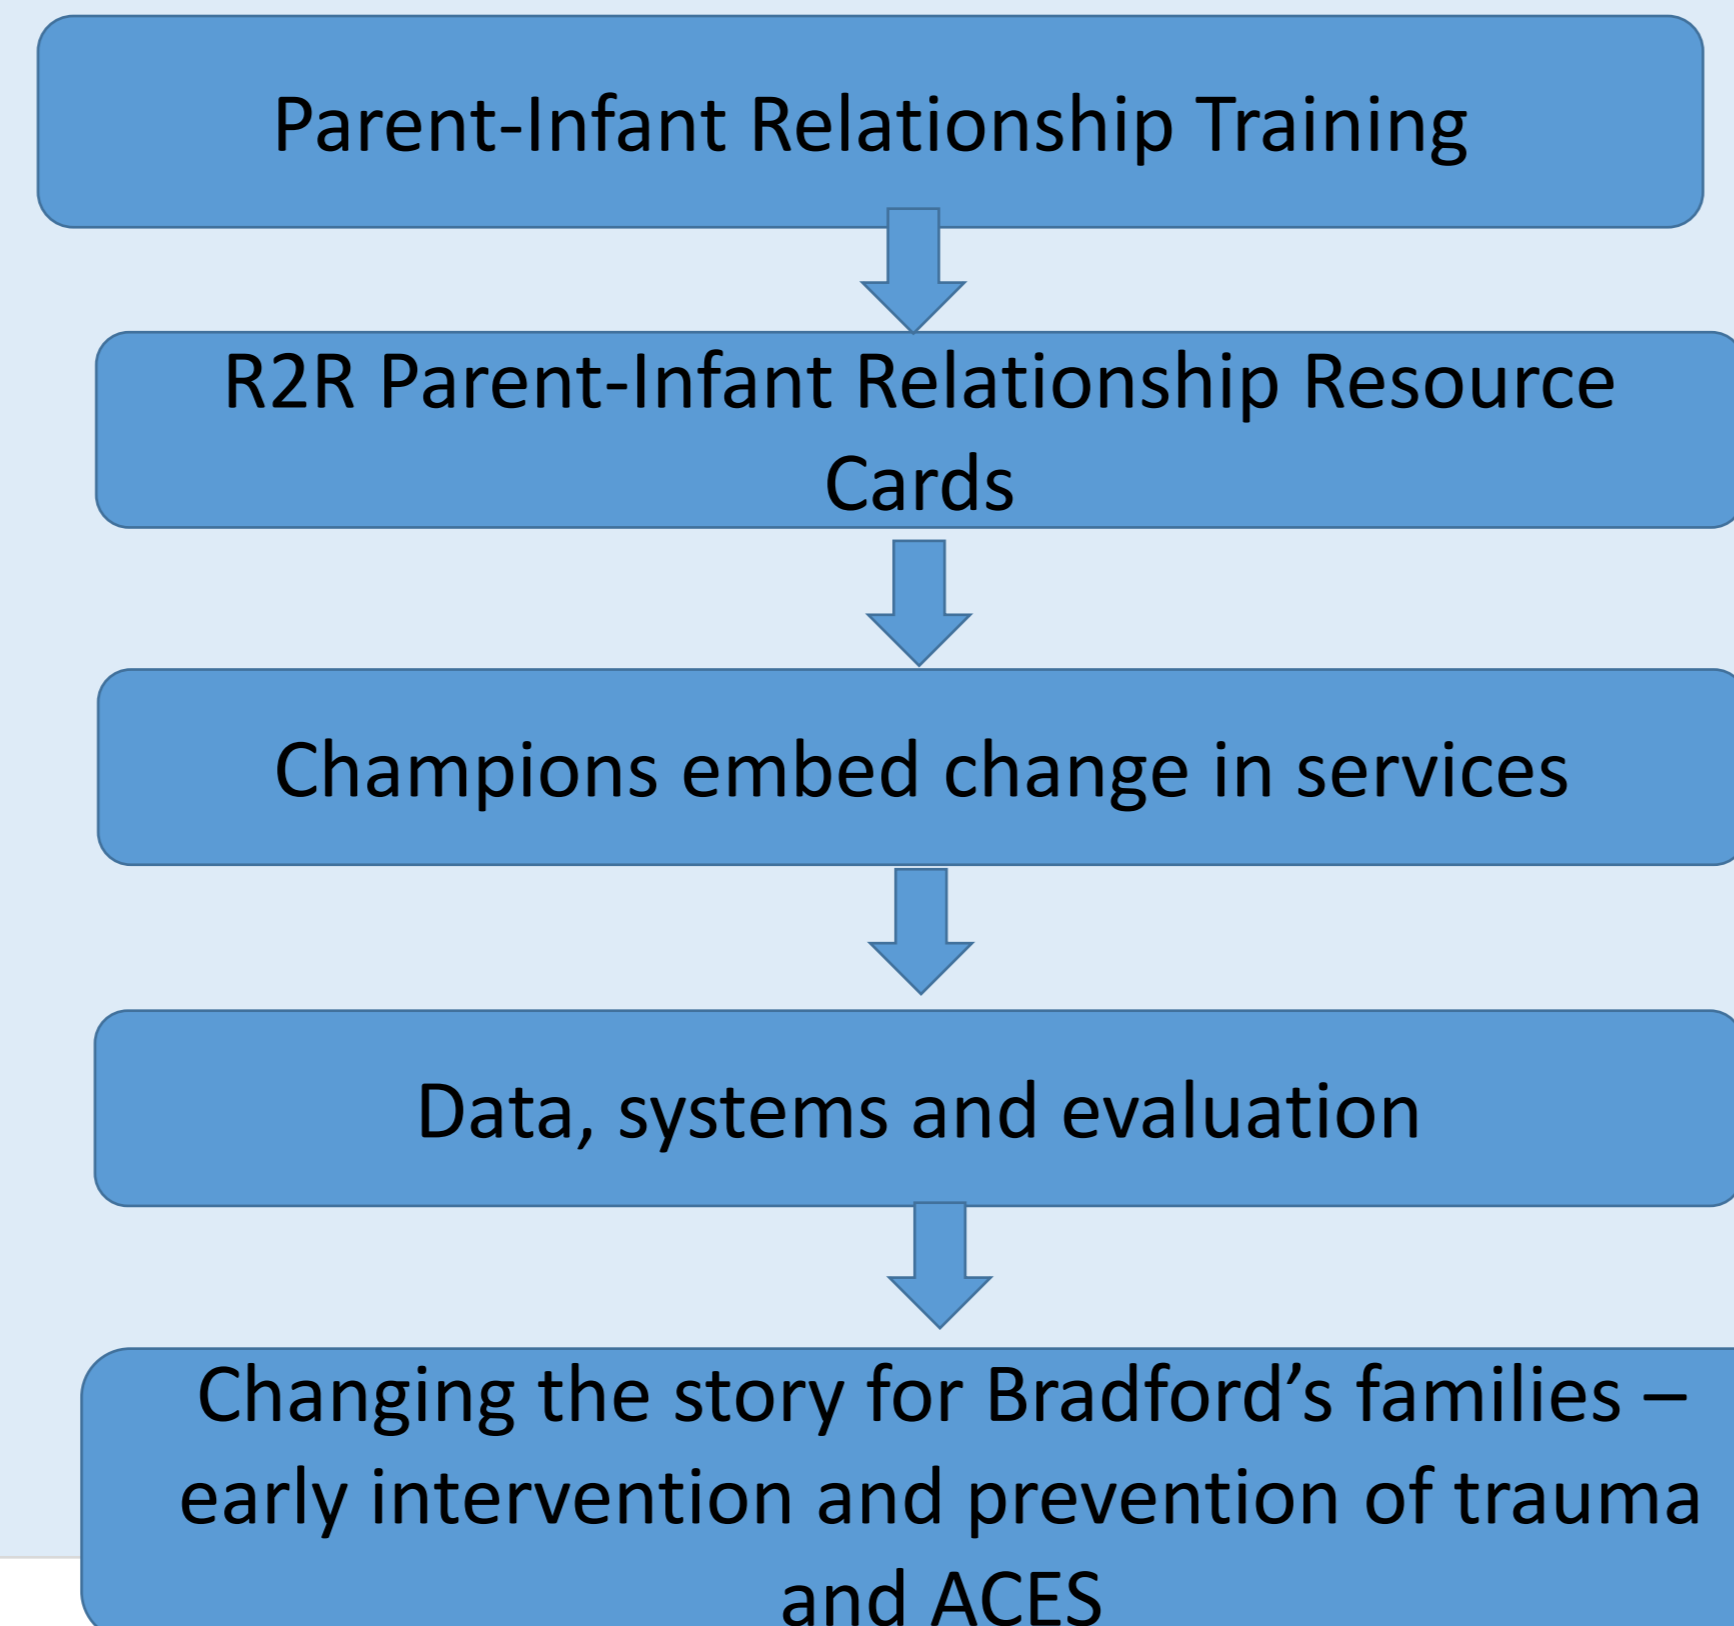 Parent-Infant Relationship Training
R2R Parent-Infant Relationship Resource
Cards
Champions embed change in services
Data, systems and evaluation
Changing the story for Bradford’s families –
early intervention and prevention of trauma
and ACES